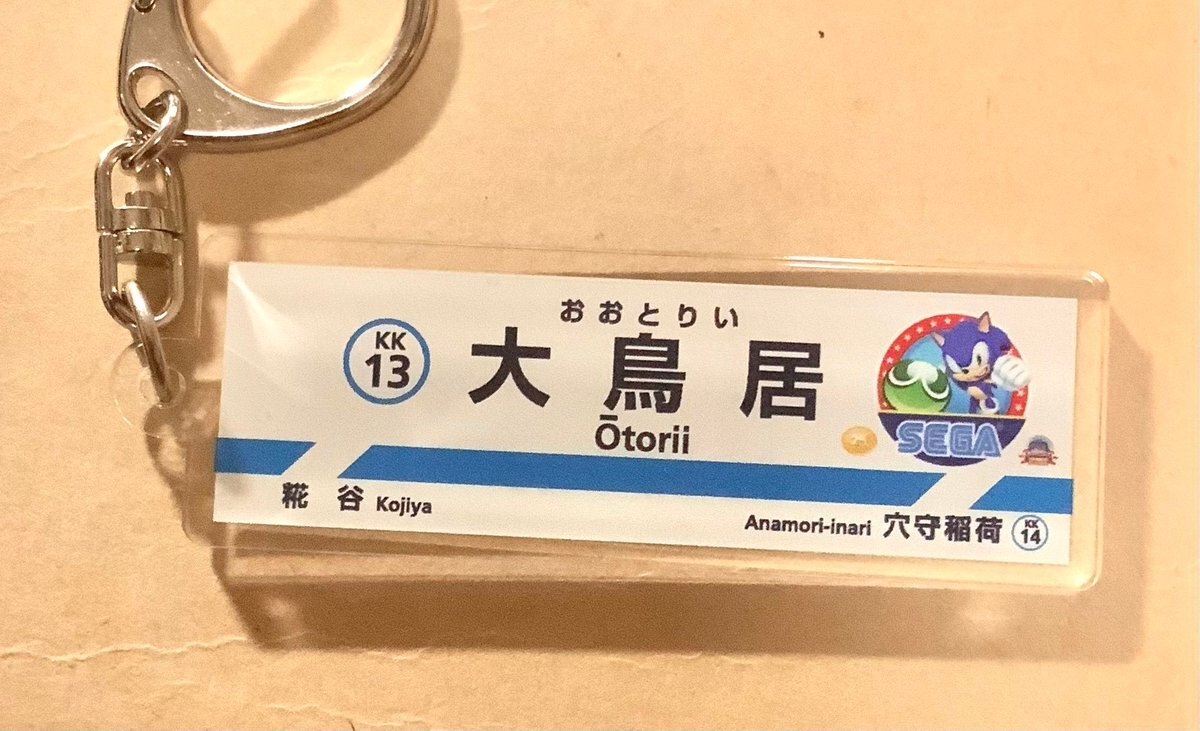 KK
13
おおとりい
大鳥居
Ōtorii
SEGA
糀谷 Kojiya
Anamori-inari 穴守稲荷 KK 14